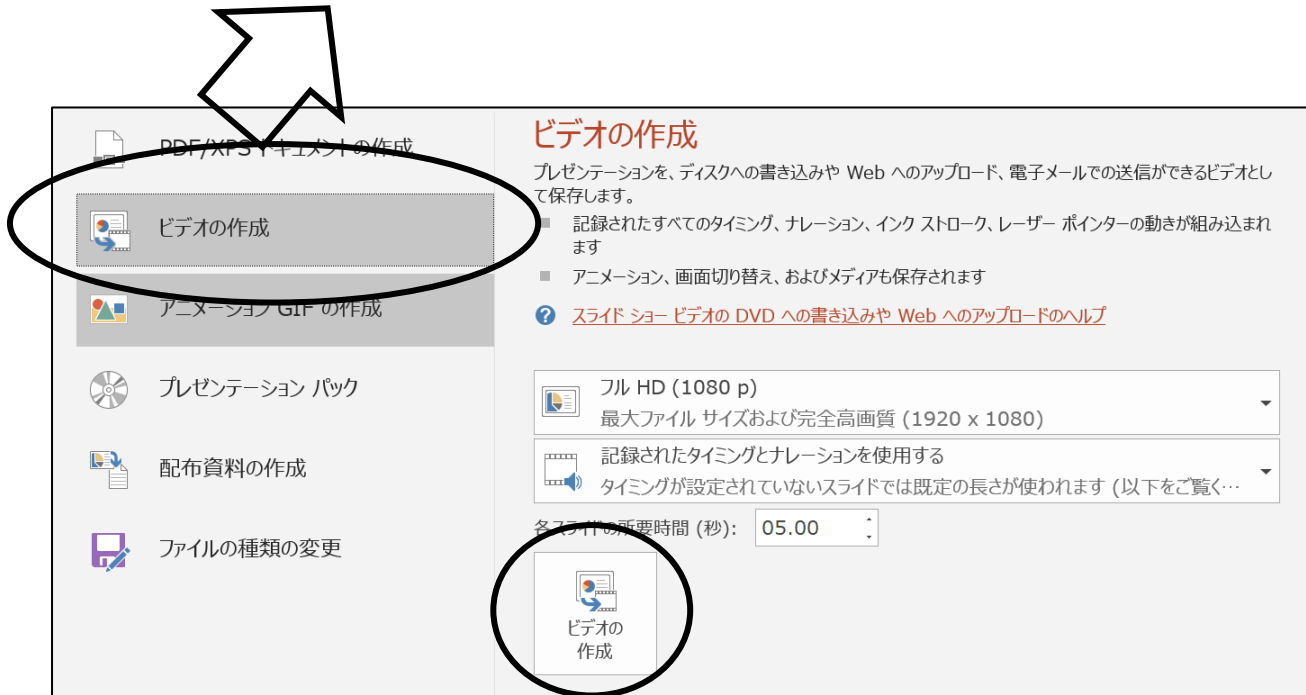 PDF/XPS ドキュメントの作成
ビデオの作成
アニメーション GIF の作成
プレゼンテーション パック
配布資料の作成
ファイルの種類の変更
ビデオの作成
プレゼンテーションを、ディスクへの書き込みや Web へのアップロード、電子メールでの送信ができるビデオとし
て保存します。
記録されたすべてのタイミング、ナレーション、インク ストローク、レーザー ポインターの動きが組み込まれ
ます
アニメーション、画面切り替え、およびメディアも保存されます
スライド ショー ビデオの DVD への書き込みや Web へのアップロードのヘルプ
フル HD (1080 p)
最大ファイル サイズおよび完全高画質 (1920 x 1080)
記録されたタイミングとナレーションを使用する
タイミングが設定されていないスライドでは既定の長さが使われます (以下をご覧く…
各スライドの所要時間 (秒): 05.00
ビデオの
作成